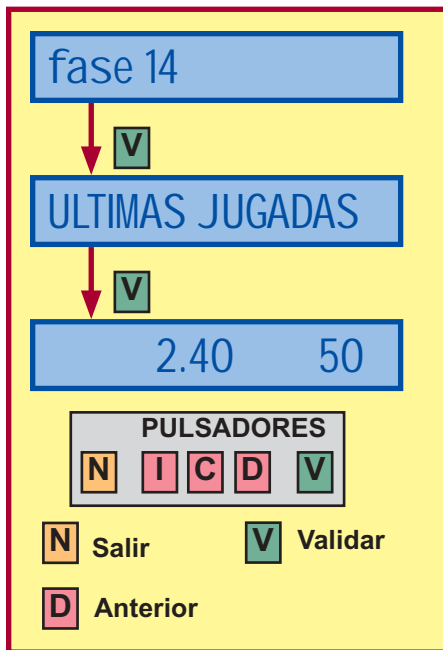 fase 14
V
ULTIMAS JUGADAS
V
2.40 50
PULSADORES
N I C D V
N Salir V Validar
D Anterior